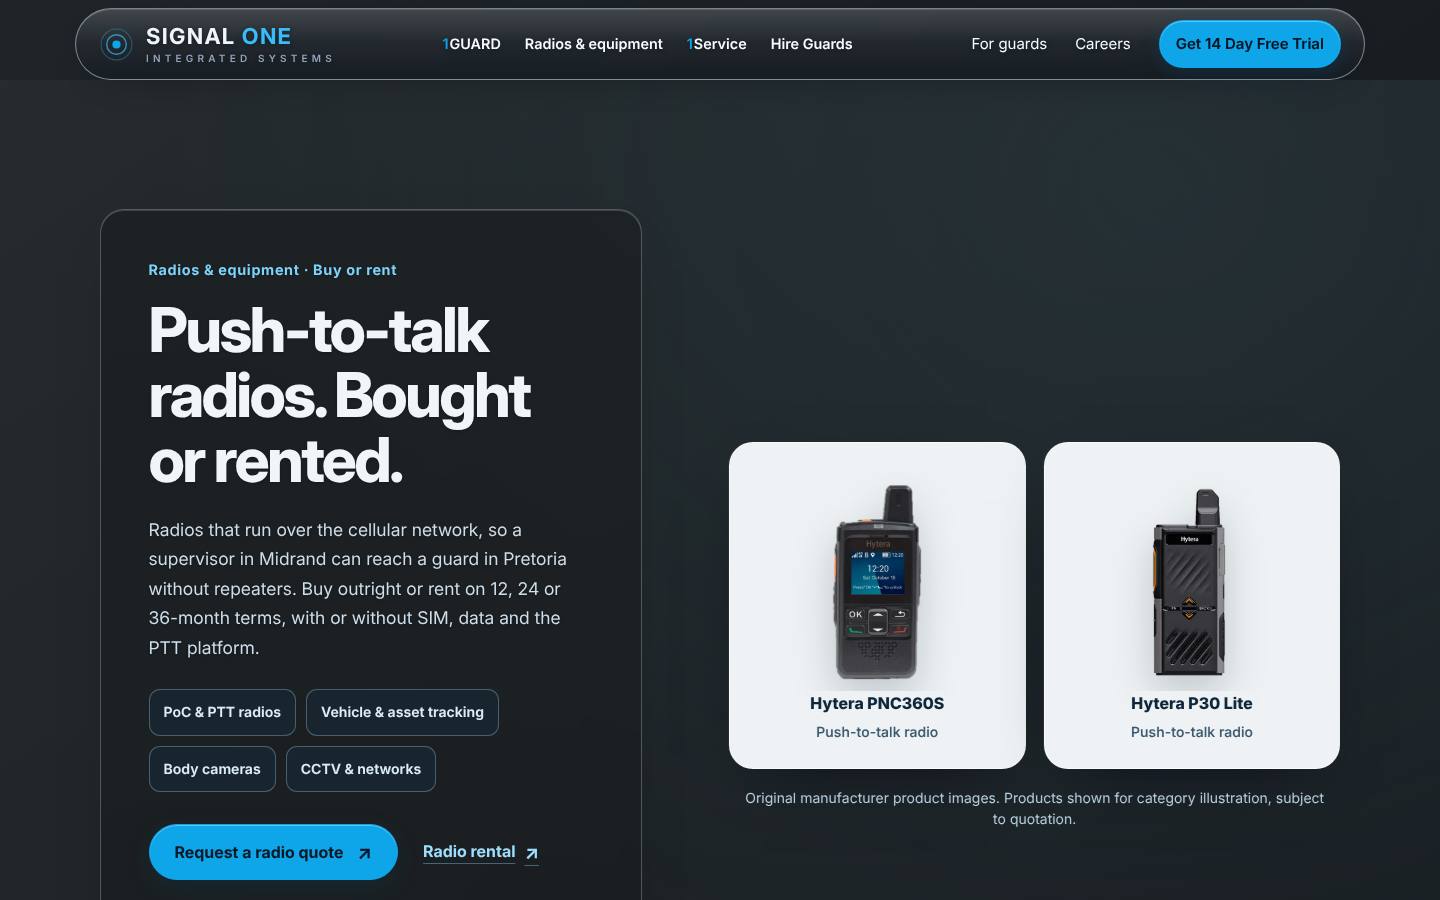 SIGNAL ONE
INTEGRATED SYSTEMS
1GUARD
Radios & equipment
1Service
Hire Guards
For guards
Careers
Get 14 Day Free Trial
Radios & equipment · Buy or rent
Push-to-talk
radios. Bought
or rented.
Radios that run over the cellular network, so a
supervisor in Midrand can reach a guard in Pretoria
without repeaters. Buy outright or rent on 12, 24 or
36-month terms, with or without SIM, data and the
PTT platform.
PoC & PTT radios
Vehicle & asset tracking
Body cameras
CCTV & networks
Request a radio quote
Radio rental
Hytera
12:20
12:20
OK
Hytera PNC360S
Push-to-talk radio
Hytera
Hytera P30 Lite
Push-to-talk radio
Original manufacturer product images. Products shown for category illustration, subject
to quotation.